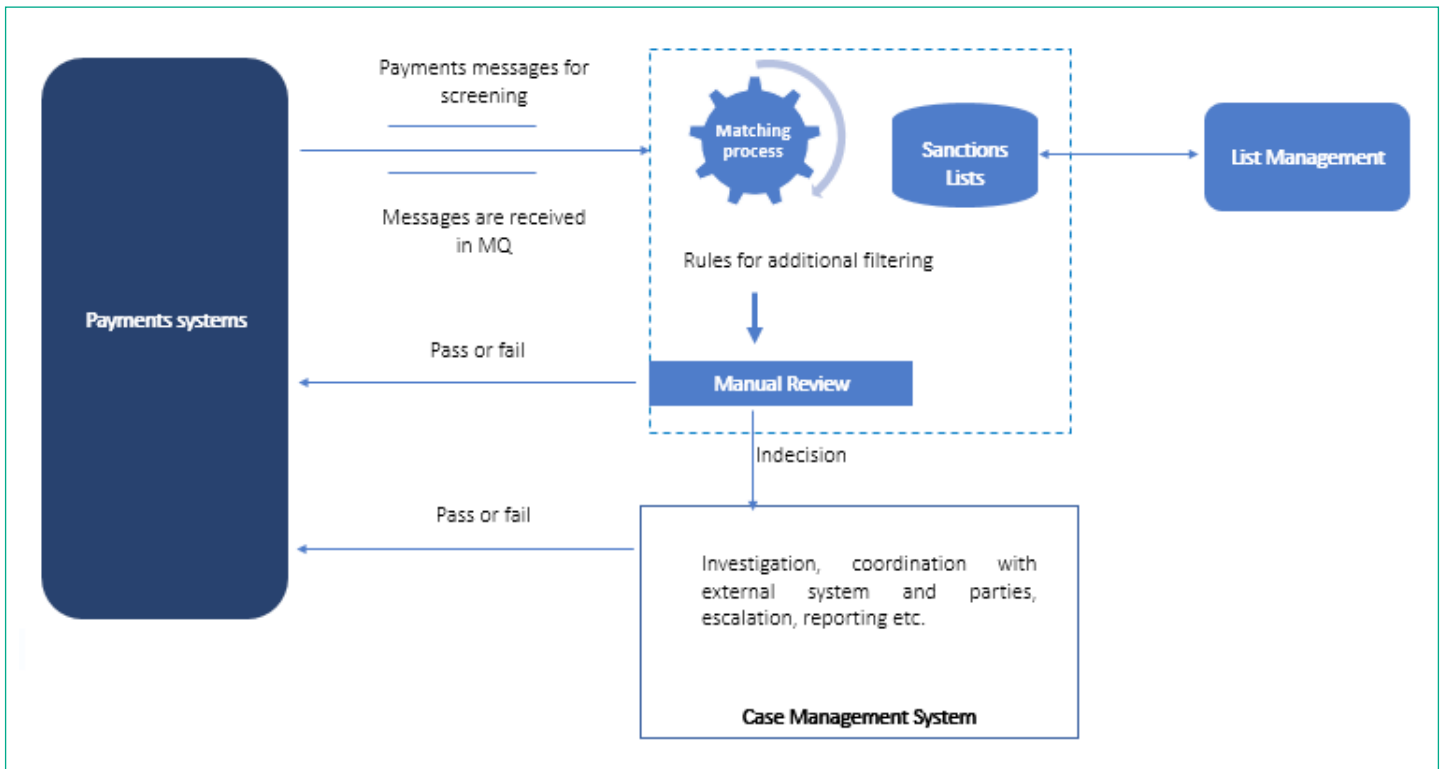 Payments messages for
screening
Messages are received
in MQ
Payments systems
Pass or fail
Pass or fail
Matching
process
Sanctions
Lists
List Management
Rules for additional filtering
Manual Review
Indecision
Investigation, coordination with
external system and parties,
escalation, reporting etc.
Case Management System